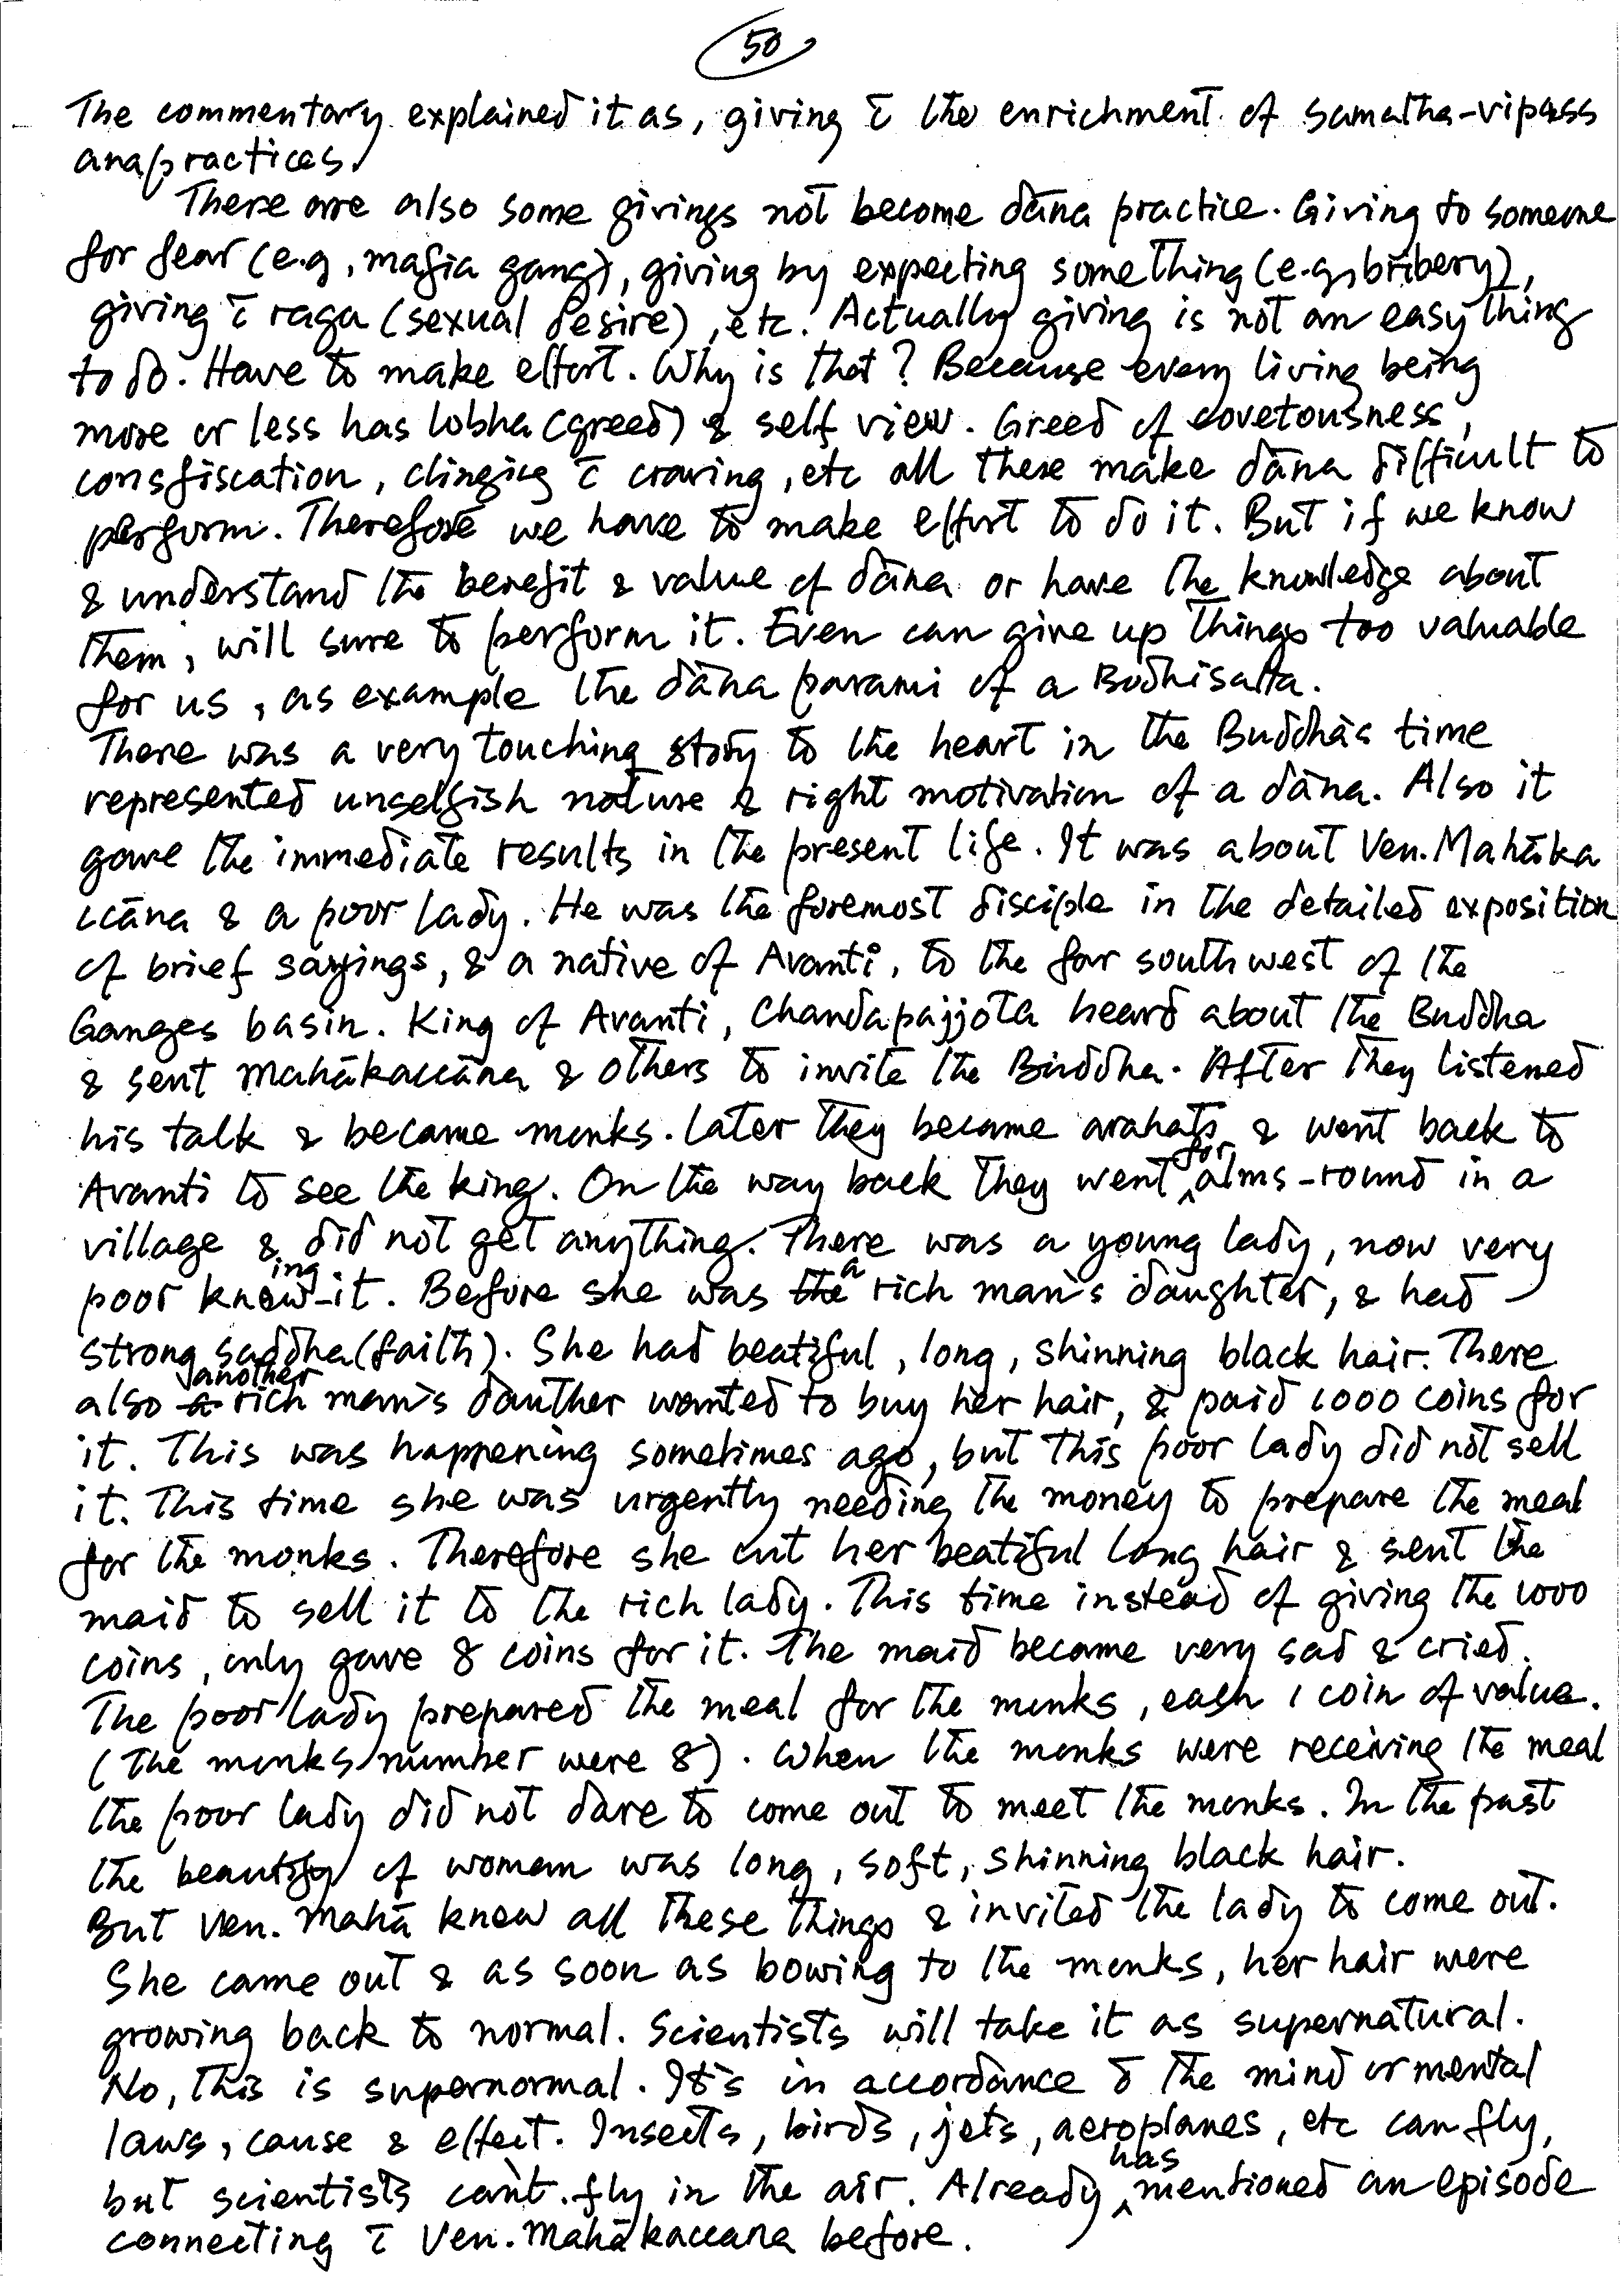 50
The commentary explained it as, giving c̄ the enrichment of samatha-vipass
ana practices.
There are also some givings not become dāna practice. Giving to someone
for fear (e.g, mafia gang), giving by expecting something (e.g, bribery),
giving c̄ raga (sexual desire), etc. Actually giving is not an easy thing
to do. Have to make effort. Why is that? Because every living being
more or less has lobha (greed) & self view. Greed of covetousness,
consfiscation, clinging c̄ craving, etc all these make dāna difficult to
perform. Therefore we have to make effort to do it. But if we know
& understand the benefit & value of dāna or have the knowledge about
them, will sure to perform it. Even can give up things too valuable
for us, as example the dāna parami of a Bodhisatta.
There was a very touching story to the heart in the Buddha's time
represented unselfish nature & right motivation of a dāna. Also it
gave the immediate results in the present life. It was about Ven. Mahāka
ccāna & a poor lady. He was the foremost disciple in the detailed exposition
of brief sayings, & a native of Avanti, to the far southwest of the
Ganges basin. King of Avanti, Chandapajjota heard about the Buddha
& sent Mahākaccāna & others to invite the Buddha. After they listened
his talk & became monks. Later they became arahats & went back to
Avanti to see the king. On the way back they went for alms-round in a
village & did not get anything. There was a young lady, now very
poor knowing it. Before she was a rich man's daughter, & had
strong saddha (faith). She had beatiful, long, shinning black hair. There
also another rich man's dauther wanted to buy her hair, & paid 1000 coins for
it. This was happening sometimes ago, but this poor lady did not sell
it. This time she was urgently needing the money to prepare the meal
for the monks. Therefore she cut her beatiful long hair & sent the
maid to sell it to the rich lady. This time instead of giving the 1000
coins, only gave 8 coins for it. The maid became very sad & cried.
The poor lady prepared the meal for the monks, each 1 coin of value.
(The monks number were 8). When the monks were receiving the meal
the poor lady did not dare to come out to meet the monks. In the past
the beautify of woman was long, soft, shinning black hair.
But Ven. Mahā knew all these things & invited the lady to come out.
She came out & as soon as bowing to the monks, her hair were
growing back to normal. Scientists will take it as supernatural.
No, this is supernormal. It's in accordance c̄ the mind or mental
laws, cause & effect. Insects, birds, jets, aeroplanes, etc can fly,
but scientists can't fly in the air. Already has mentioned an episode
connecting c̄ Ven. Mahākaccana before.